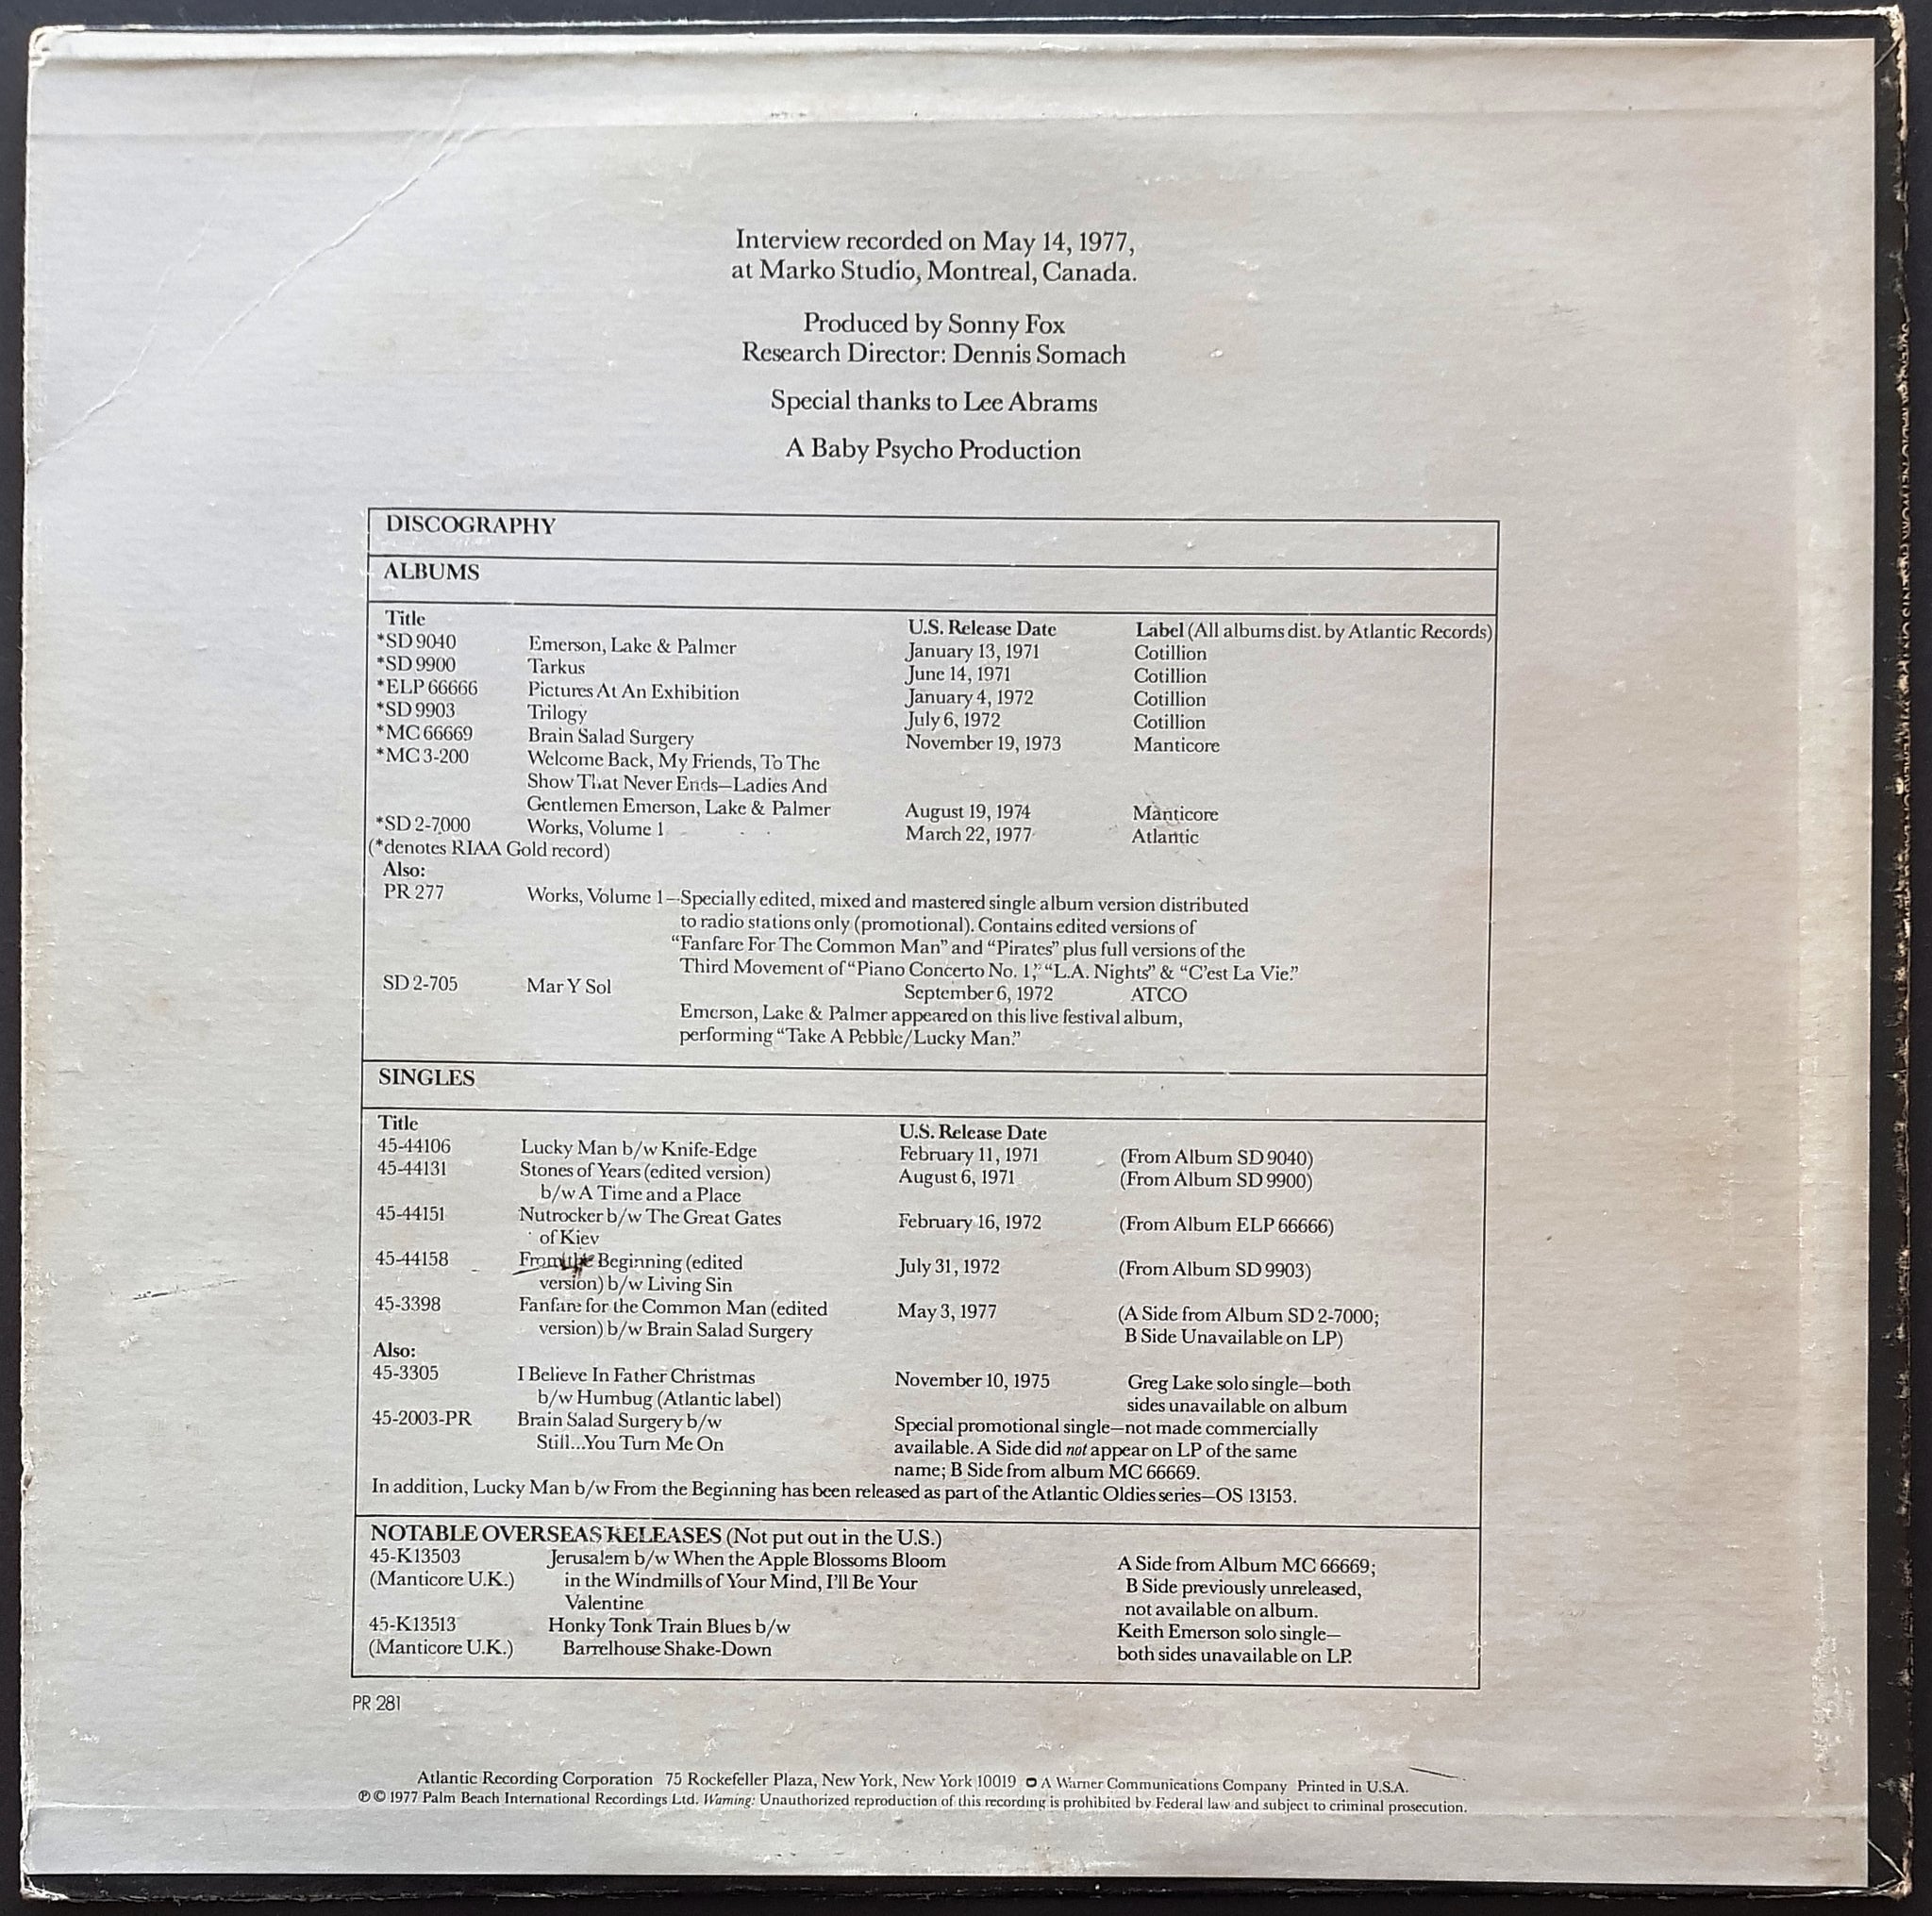 Interview recorded on May 14, 1977,
at Marko Studio, Montreal, Canada.
Produced by Sonny Fox
Research Director: Dennis Somach
Special thanks to Lee Abrams
A Baby Psycho Production
DISCOGRAPHY
ALBUMS
Title U.S. Release Date Label (All albums dist. by Atlantic Records)
*SD 9040 Emerson, Lake & Palmer January 13, 1971 Cotillion
*SD 9900 Tarkus June 14, 1971 Cotillion
*ELP 66666 Pictures At An Exhibition January 4, 1972 Cotillion
*SD 9903 Trilogy July 6, 1972 Cotillion
*MC 66669 Brain Salad Surgery November 19, 1973 Manticore
*MC 3-200 Welcome Back, My Friends, To The
Show That Never Ends—Ladies And
Gentlemen Emerson, Lake & Palmer August 19, 1974 Manticore
*SD 2-7000 Works, Volume 1 March 22, 1977 Atlantic
(*denotes RIAA Gold record)
Also:
PR 277 Works, Volume 1—Specially edited, mixed and mastered single album version distributed
to radio stations only (promotional). Contains edited versions of
“Fanfare For The Common Man” and “Pirates” plus full versions of the
Third Movement of “Piano Concerto No. 1,” “L.A. Nights” & “C’est La Vie.”
SD 2-705 Mar Y Sol September 6, 1972 ATCO
Emerson, Lake & Palmer appeared on this live festival album,
performing “Take A Pebble/Lucky Man.”
SINGLES
Title U.S. Release Date
45-44106 Lucky Man b/w Knife-Edge February 11, 1971 (From Album SD 9040)
45-44131 Stones of Years (edited version) August 6, 1971 (From Album SD 9900)
b/w A Time and a Place
45-44151 Nutrocker b/w The Great Gates February 16, 1972 (From Album ELP 66666)
of Kiev
45-44158 From the Beginning (edited July 31, 1972 (From Album SD 9903)
version) b/w Living Sin
45-3398 Fanfare for the Common Man (edited May 3, 1977 (A Side from Album SD 2-7000;
version) b/w Brain Salad Surgery B Side Unavailable on LP)
Also:
45-3305 I Believe In Father Christmas November 10, 1975 Greg Lake solo single—both
b/w Humbug (Atlantic label) sides unavailable on album
45-2003-PR Brain Salad Surgery b/w Special promotional single—not made commercially
Still...You Turn Me On available. A Side did not appear on LP of the same
name; B Side from album MC 66669.
In addition, Lucky Man b/w From the Beginning has been released as part of the Atlantic Oldies series—OS 13153.
NOTABLE OVERSEAS RELEASES (Not put out in the U.S.)
45-K13503 Jerusalem b/w When the Apple Blossoms Bloom A Side from Album MC 66669;
(Manticore U.K.) in the Windmills of Your Mind, I’ll Be Your B Side previously unreleased,
Valentine not available on album.
45-K13513 Honky Tonk Train Blues b/w Keith Emerson solo single—
(Manticore U.K.) Barrelhouse Shake-Down both sides unavailable on LP.
PR 281
Atlantic Recording Corporation 75 Rockefeller Plaza, New York, New York 10019 A Warner Communications Company Printed in U.S.A.
℗ © 1977 Palm Beach International Recordings Ltd. Warning: Unauthorized reproduction of this recording is prohibited by Federal law and subject to criminal prosecution.